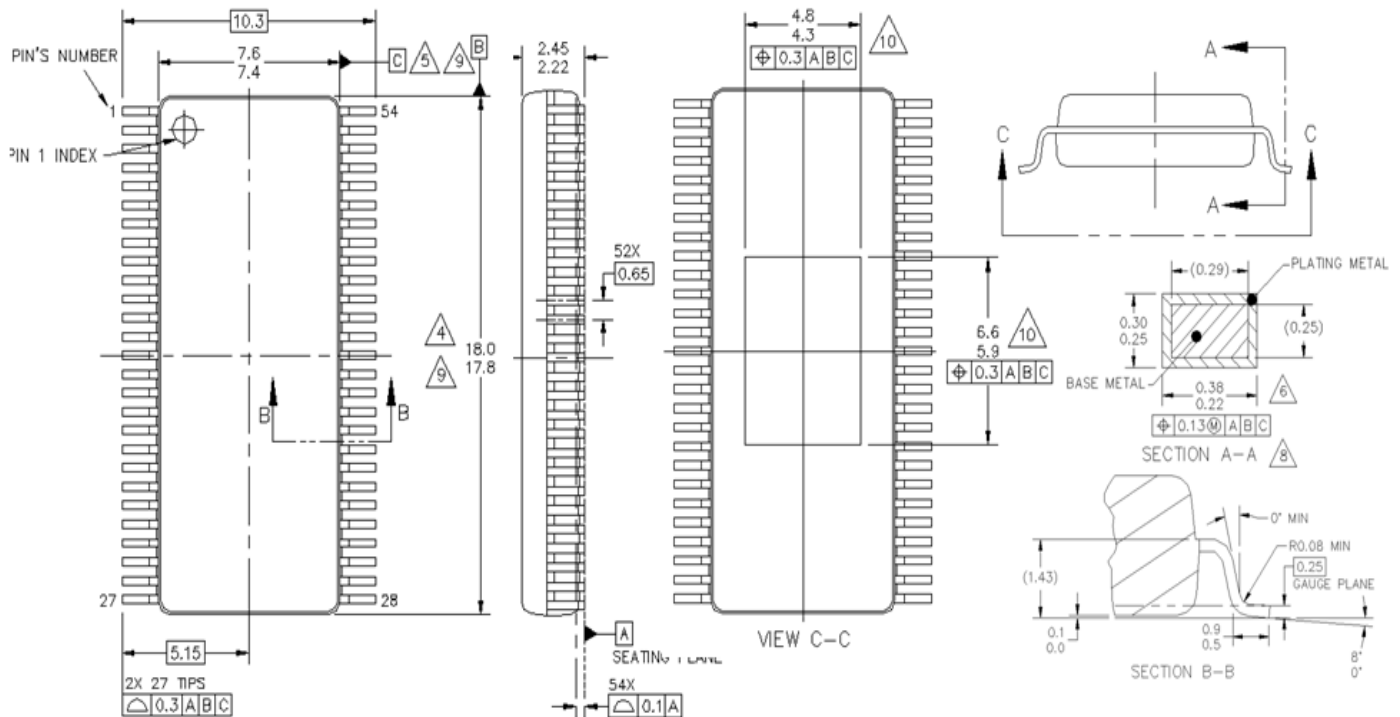 10.3
7.6
7.4
C 5 9 B
PIN'S NUMBER
1
54
PIN 1 INDEX
4
9
18.0
17.8
B B
27
28
5.15
2X 27 TIPS
⌓ 0.3 A B C
2.45
2.22
52X
0.65
A
SEATING PLANE
54X
⌓ 0.1 A
4.8
4.3
⌖ 0.3 A B C
10
6.6
5.9
10
⌖ 0.3 A B C
VIEW C-C
A
C C
A
(0.29)
PLATING METAL
0.30
0.25
(0.25)
BASE METAL
0.38
0.22
6
⌖ 0.13Ⓜ A B C
SECTION A-A 8
0° MIN
R0.08 MIN
0.25
GAUGE PLANE
(1.43)
0.1
0.0
0.9
0.5
8°
0°
SECTION B-B